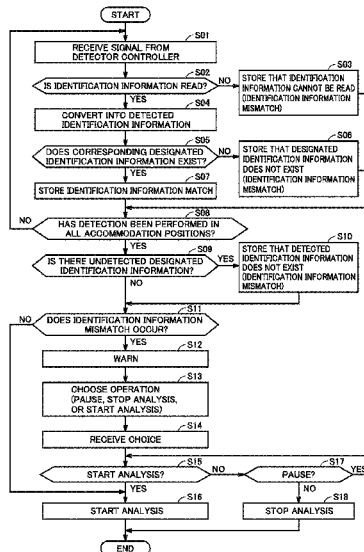 START
S01
RECEIVE SIGNAL FROM
DETECTOR CONTROLLER
S02
IS IDENTIFICATION INFORMATION READ?
NO
S03
STORE THAT IDENTIFICATION
INFORMATION CANNOT BE READ
(IDENTIFICATION INFORMATION
MISMATCH)
YES
S04
CONVERT INTO DETECTED
IDENTIFICATION INFORMATION
S05
DOES CORRESPONDING DESIGNATED
IDENTIFICATION INFORMATION EXIST?
NO
S06
STORE THAT DESIGNATED
IDENTIFICATION INFORMATION
DOES NOT EXIST
(IDENTIFICATION INFORMATION
MISMATCH)
YES
S07
STORE IDENTIFICATION INFORMATION MATCH
S08
NO
HAS DETECTION BEEN PERFORMED IN
ALL ACCOMMODATION POSITIONS?
YES
S09
IS THERE UNDETECTED DESIGNATED
IDENTIFICATION INFORMATION?
YES
S10
STORE THAT DETECTED
IDENTIFICATION INFORMATION
DOES NOT EXIST
(IDENTIFICATION INFORMATION
MISMATCH)
NO
S11
NO
DOES IDENTIFICATION INFORMATION
MISMATCH OCCUR?
YES
S12
WARN
S13
CHOOSE OPERATION
(PAUSE, STOP ANALYSIS,
OR START ANALYSIS)
S14
RECEIVE CHOICE
S15
START ANALYSIS?
NO
S17
PAUSE?
YES
YES
S16
START ANALYSIS
NO
S18
STOP ANALYSIS
END